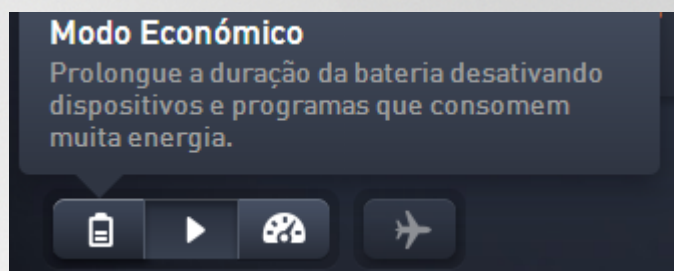 Modo Económico
Prolongue a duração da bateria desativando
dispositivos e programas que consomem
muita energia.